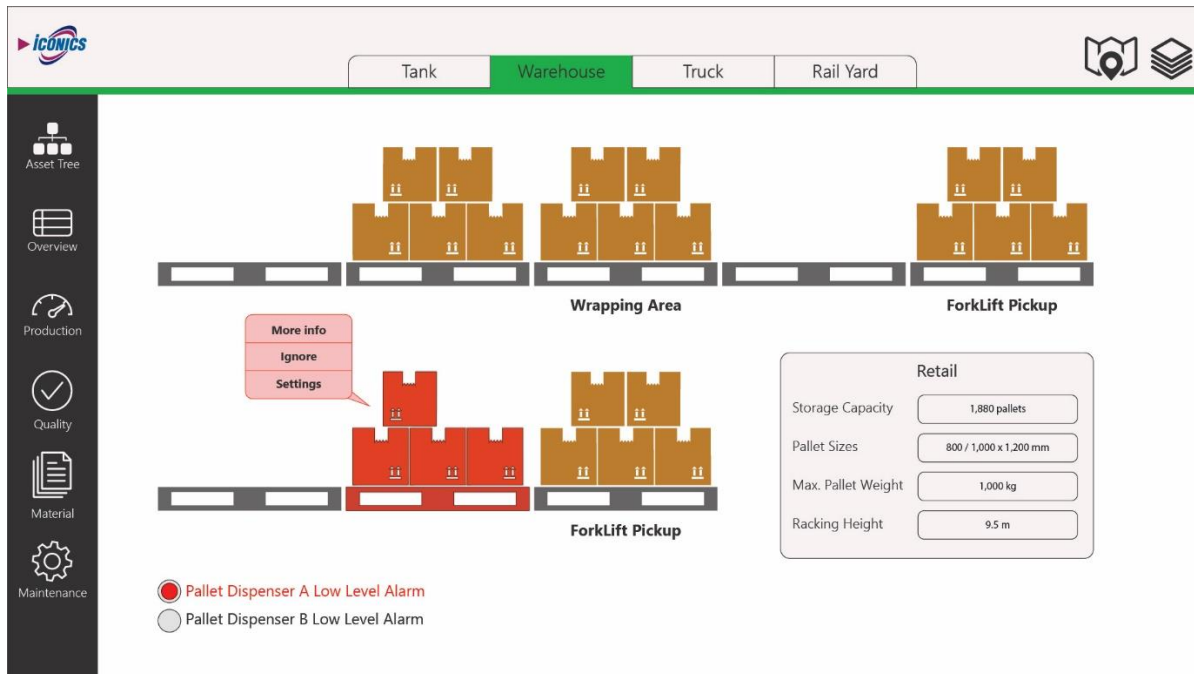 ICONICS
Tank
Warehouse
Truck
Rail Yard
Asset Tree
Overview
Production
Quality
Material
Maintenance
Wrapping Area
ForkLift Pickup
More info
Ignore
Settings
ForkLift Pickup
Retail
Storage Capacity 1,880 pallets
Pallet Sizes 800 / 1,000 x 1,200 mm
Max. Pallet Weight 1,000 kg
Racking Height 9.5 m
Pallet Dispenser A Low Level Alarm
Pallet Dispenser B Low Level Alarm